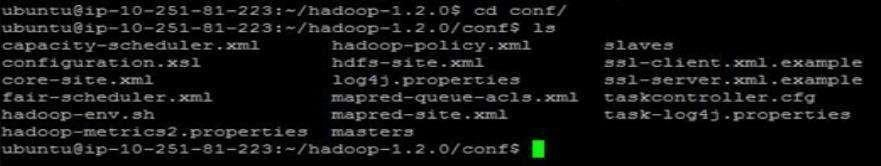 ubuntu@ip-10-251-81-223:~/hadoop-1.2.0$ cd conf/
ubuntu@ip-10-251-81-223:~/hadoop-1.2.0/conf$ ls
capacity-scheduler.xml hadoop-policy.xml slaves
configuration.xsl hdfs-site.xml ssl-client.xml.example
core-site.xml log4j.properties ssl-server.xml.example
fair-scheduler.xml mapred-queue-acls.xml taskcontroller.cfg
hadoop-env.sh mapred-site.xml task-log4j.properties
hadoop-metrics2.properties masters
ubuntu@ip-10-251-81-223:~/hadoop-1.2.0/conf$